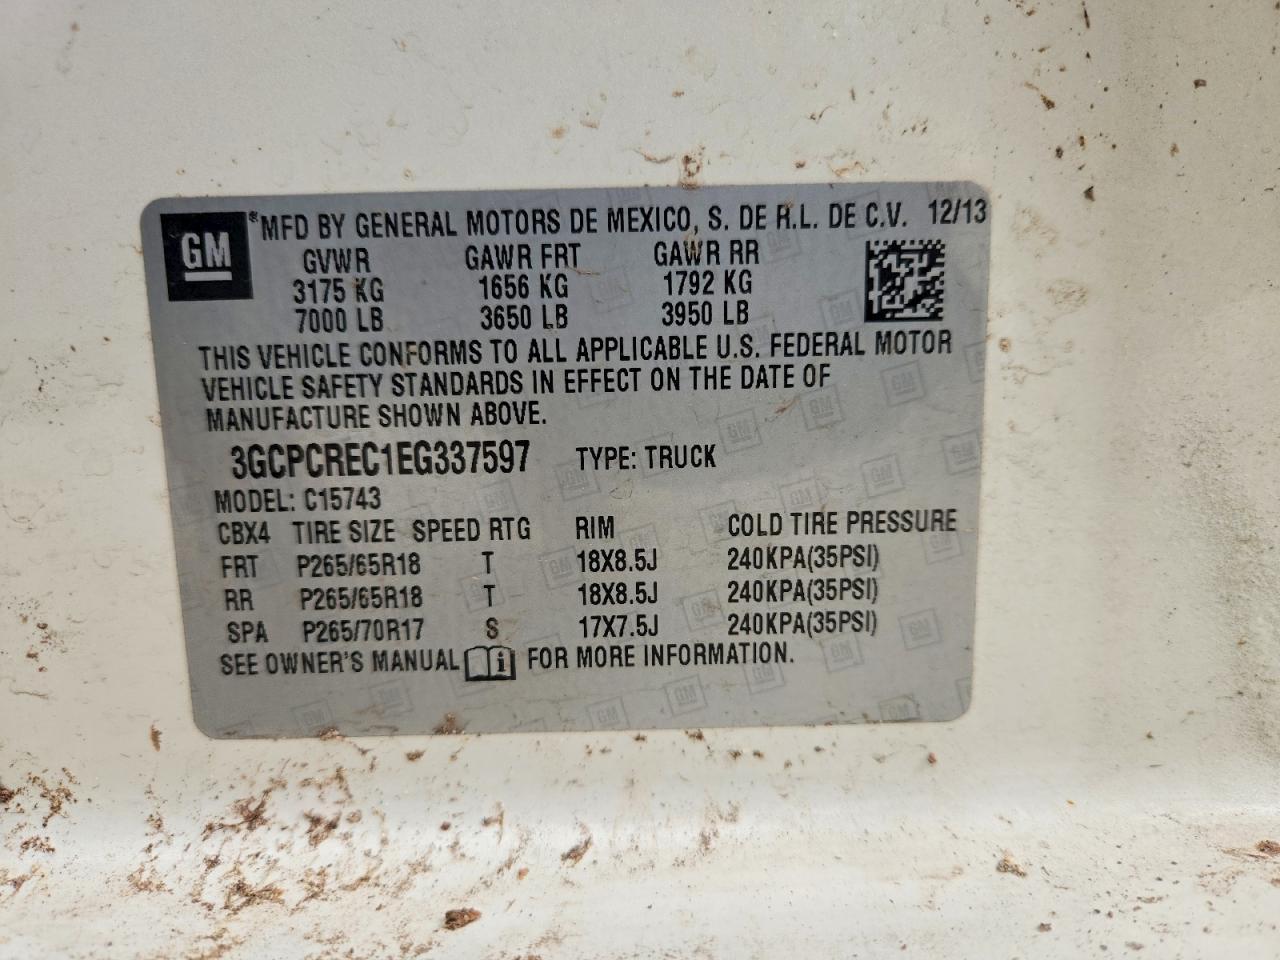 GM
*MFD BY GENERAL MOTORS DE MEXICO, S. DE R.L. DE C.V. 12/13
GVWR GAWR FRT GAWR RR
3175 KG 1656 KG 1792 KG
7000 LB 3650 LB 3950 LB
THIS VEHICLE CONFORMS TO ALL APPLICABLE U.S. FEDERAL MOTOR
VEHICLE SAFETY STANDARDS IN EFFECT ON THE DATE OF
MANUFACTURE SHOWN ABOVE.
3GCPCREC1EG337597 TYPE: TRUCK
MODEL: C15743
CBX4 TIRE SIZE SPEED RTG RIM COLD TIRE PRESSURE
FRT P265/65R18 T 18X8.5J 240KPA(35PSI)
RR P265/65R18 T 18X8.5J 240KPA(35PSI)
SPA P265/70R17 S 17X7.5J 240KPA(35PSI)
SEE OWNER'S MANUAL i FOR MORE INFORMATION.